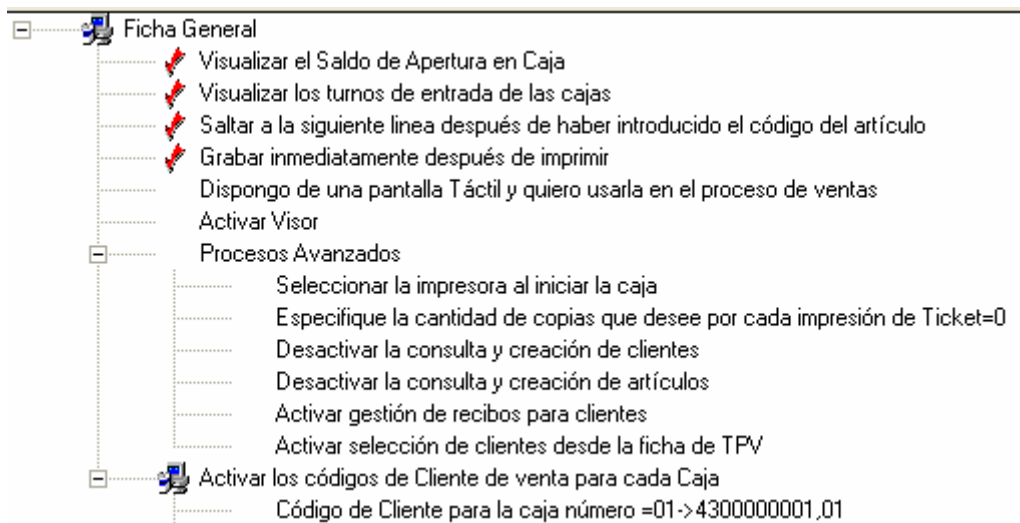 Ficha General
Visualizar el Saldo de Apertura en Caja
Visualizar los turnos de entrada de las cajas
Saltar a la siguiente linea después de haber introducido el código del artículo
Grabar inmediatamente después de imprimir
Dispongo de una pantalla Táctil y quiero usarla en el proceso de ventas
Activar Visor
Procesos Avanzados
Seleccionar la impresora al iniciar la caja
Especifique la cantidad de copias que desee por cada impresión de Ticket=0
Desactivar la consulta y creación de clientes
Desactivar la consulta y creación de artículos
Activar gestión de recibos para clientes
Activar selección de clientes desde la ficha de TPV
Activar los códigos de Cliente de venta para cada Caja
Código de Cliente para la caja número =01->4300000001,01